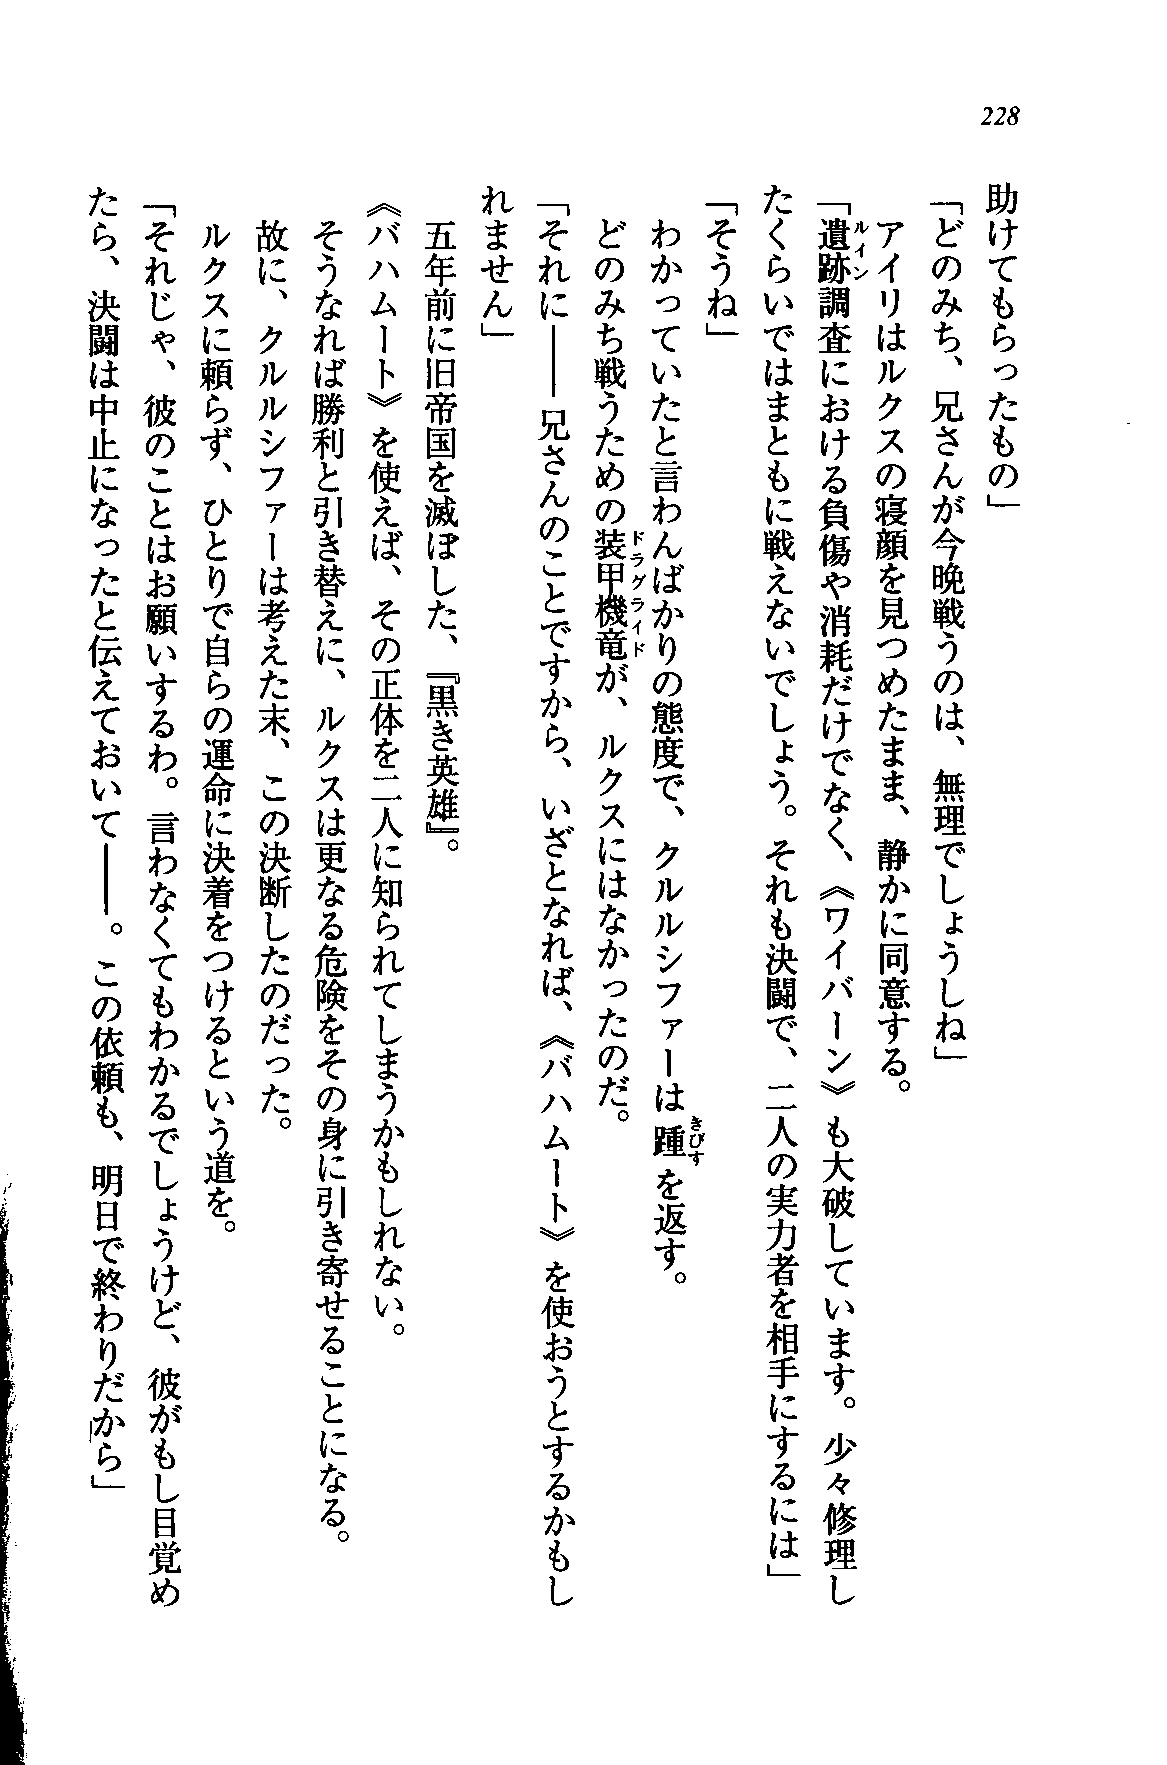 228
助けてもらったもの」
「どのみち、兄さんが今晩戦うのは、無理でしょうしね」
アイリはルクスの寝顔を見つめたまま、静かに同意する。
「遺跡調査における負傷や消耗だけでなく、《ワイバーン》も大破しています。少々修理し
たくらいではまともに戦えないでしょう。それも決闘で、二人の実力者を相手にするには」
「そうね」
わかっていたと言わんばかりの態度で、クルルシファーは踵を返す。
どのみち戦うための装甲機竜が、ルクスにはなかったのだ。
「それに――兄さんのことですから、いざとなれば、《バハムート》を使おうとするかもし
れません」
五年前に旧帝国を滅ぼした、『黒き英雄』。
《バハムート》を使えば、その正体を二人に知られてしまうかもしれない。
そうなれば勝利と引き替えに、ルクスは更なる危険をその身に引き寄せることになる。
故に、クルルシファーは考えた末、この決断したのだった。
ルクスに頼らず、ひとりで自らの運命に決着をつけるという道を。
「それじゃ、彼のことはお願いするわ。言わなくてもわかるでしょうけど、彼がもし目覚め
たら、決闘は中止になったと伝えておいて――。この依頼も、明日で終わりだから」
ルイン
ドラグライド
きびす